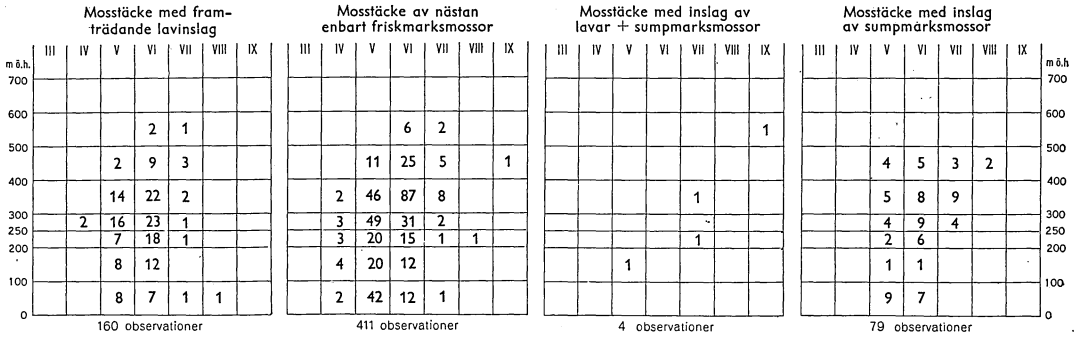 Mosstäcke med fram-
trädande lavinslag
Mosstäcke av nästan
enbart friskmarksmossor
Mosstäcke med inslag av
lavar + sumpmarksmossor
Mosstäcke med inslag
av sumpmarksmossor
III IV V VI VII VIII IX III IV V VI VII VIII IX III IV V VI VII VIII IX III IV V VI VII VIII IX
m ö.h. m ö.h.
700 700
600 600
2 1 6 2 1
500 500
2 9 3 11 25 5 1 4 5 3 2
400 400
14 22 2 2 46 87 8 1 5 8 9
300 300
2 16 23 1 3 49 31 2 4 9 4
250 250
7 18 1 3 20 15 1 1 1 2 6
200 200
8 12 4 20 12 1 1 1
100 100
8 7 1 1 2 42 12 1 9 7
0 0
160 observationer 411 observationer 4 observationer 79 observationer